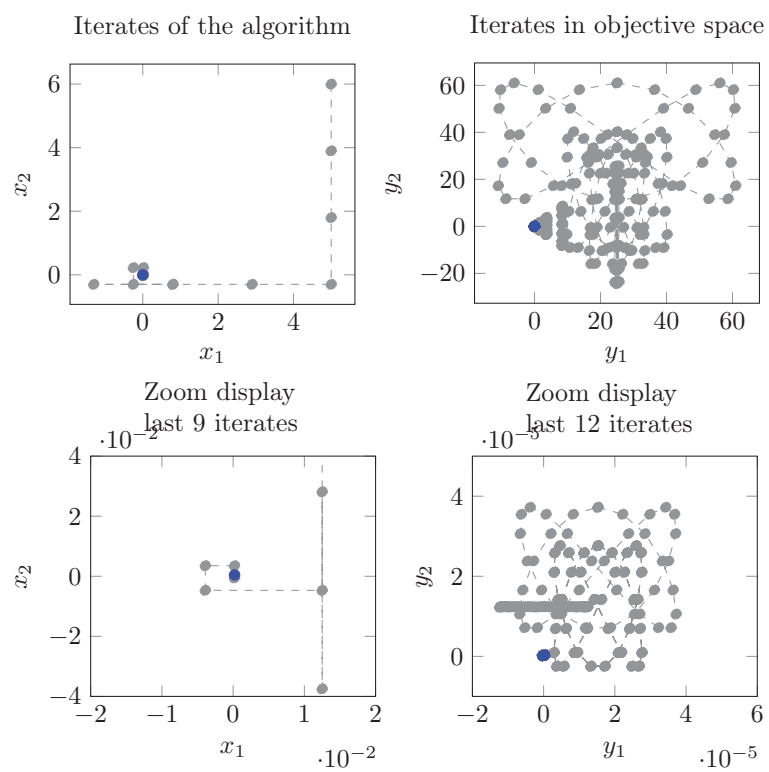 Iterates of the algorithm
Iterates in objective space
6
4
2
0
x₂
0 2 4
x₁
60
40
20
0
−20
y₂
0 20 40 60
y₁
Zoom display
last 9 iterates
Zoom display
last 12 iterates
·10⁻²
4
2
0
−2
−4
x₂
−2 −1 0 1 2
x₁
·10⁻²
·10⁻⁵
4
2
0
y₂
−2 0 2 4 6
y₁
·10⁻⁵